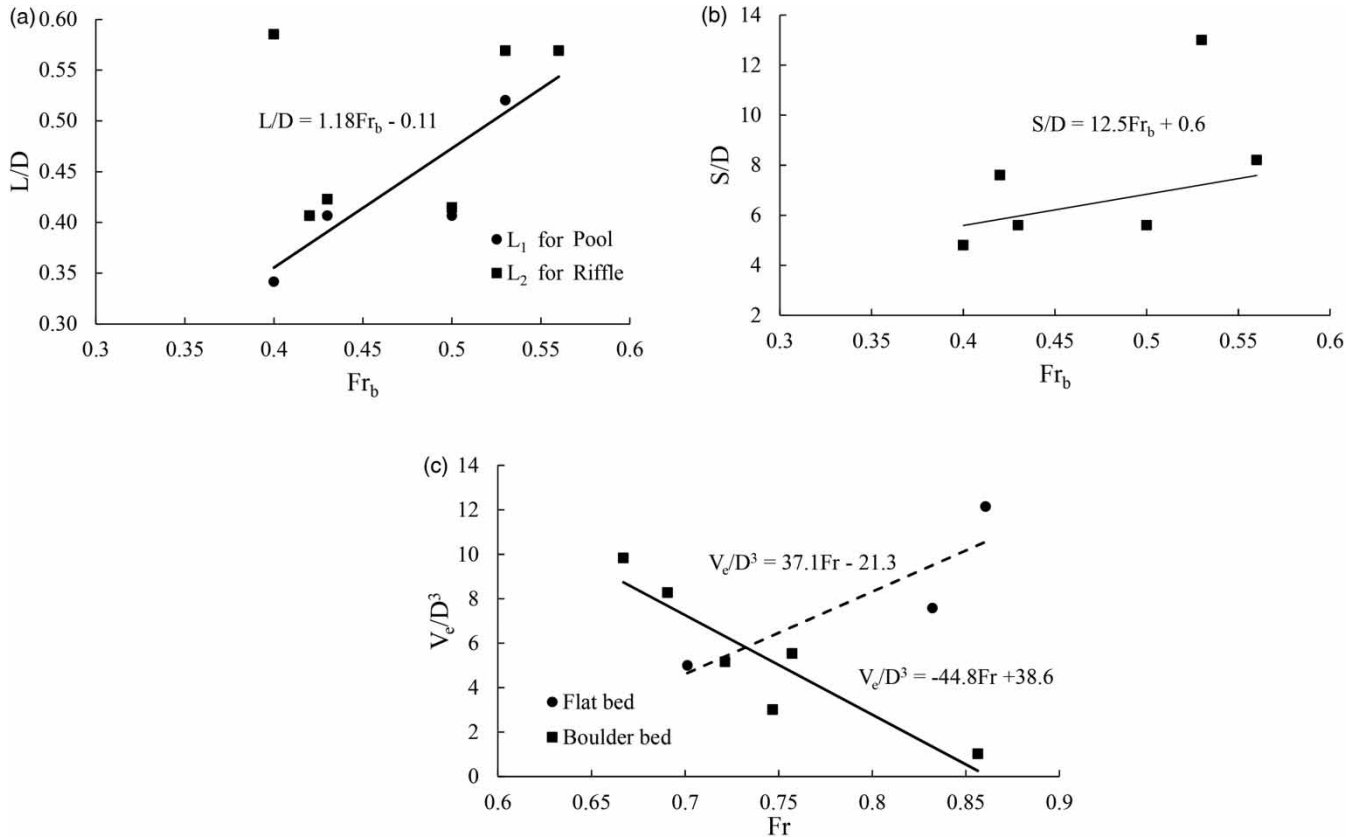 (a)
0.60
0.55
0.50
0.45
0.40
0.35
0.30
L/D
L/D = 1.18Fr_b - 0.11
L₁ for Pool
L₂ for Riffle
0.3 0.35 0.4 0.45 0.5 0.55 0.6
Fr_b
(b)
14
12
10
8
6
4
2
S/D
S/D = 12.5Fr_b + 0.6
0.3 0.35 0.4 0.45 0.5 0.55 0.6
Fr_b
(c)
14
12
10
8
6
4
2
0
V_e/D³
V_e/D³ = 37.1Fr - 21.3
V_e/D³ = -44.8Fr +38.6
Flat bed
Boulder bed
0.6 0.65 0.7 0.75 0.8 0.85 0.9
Fr